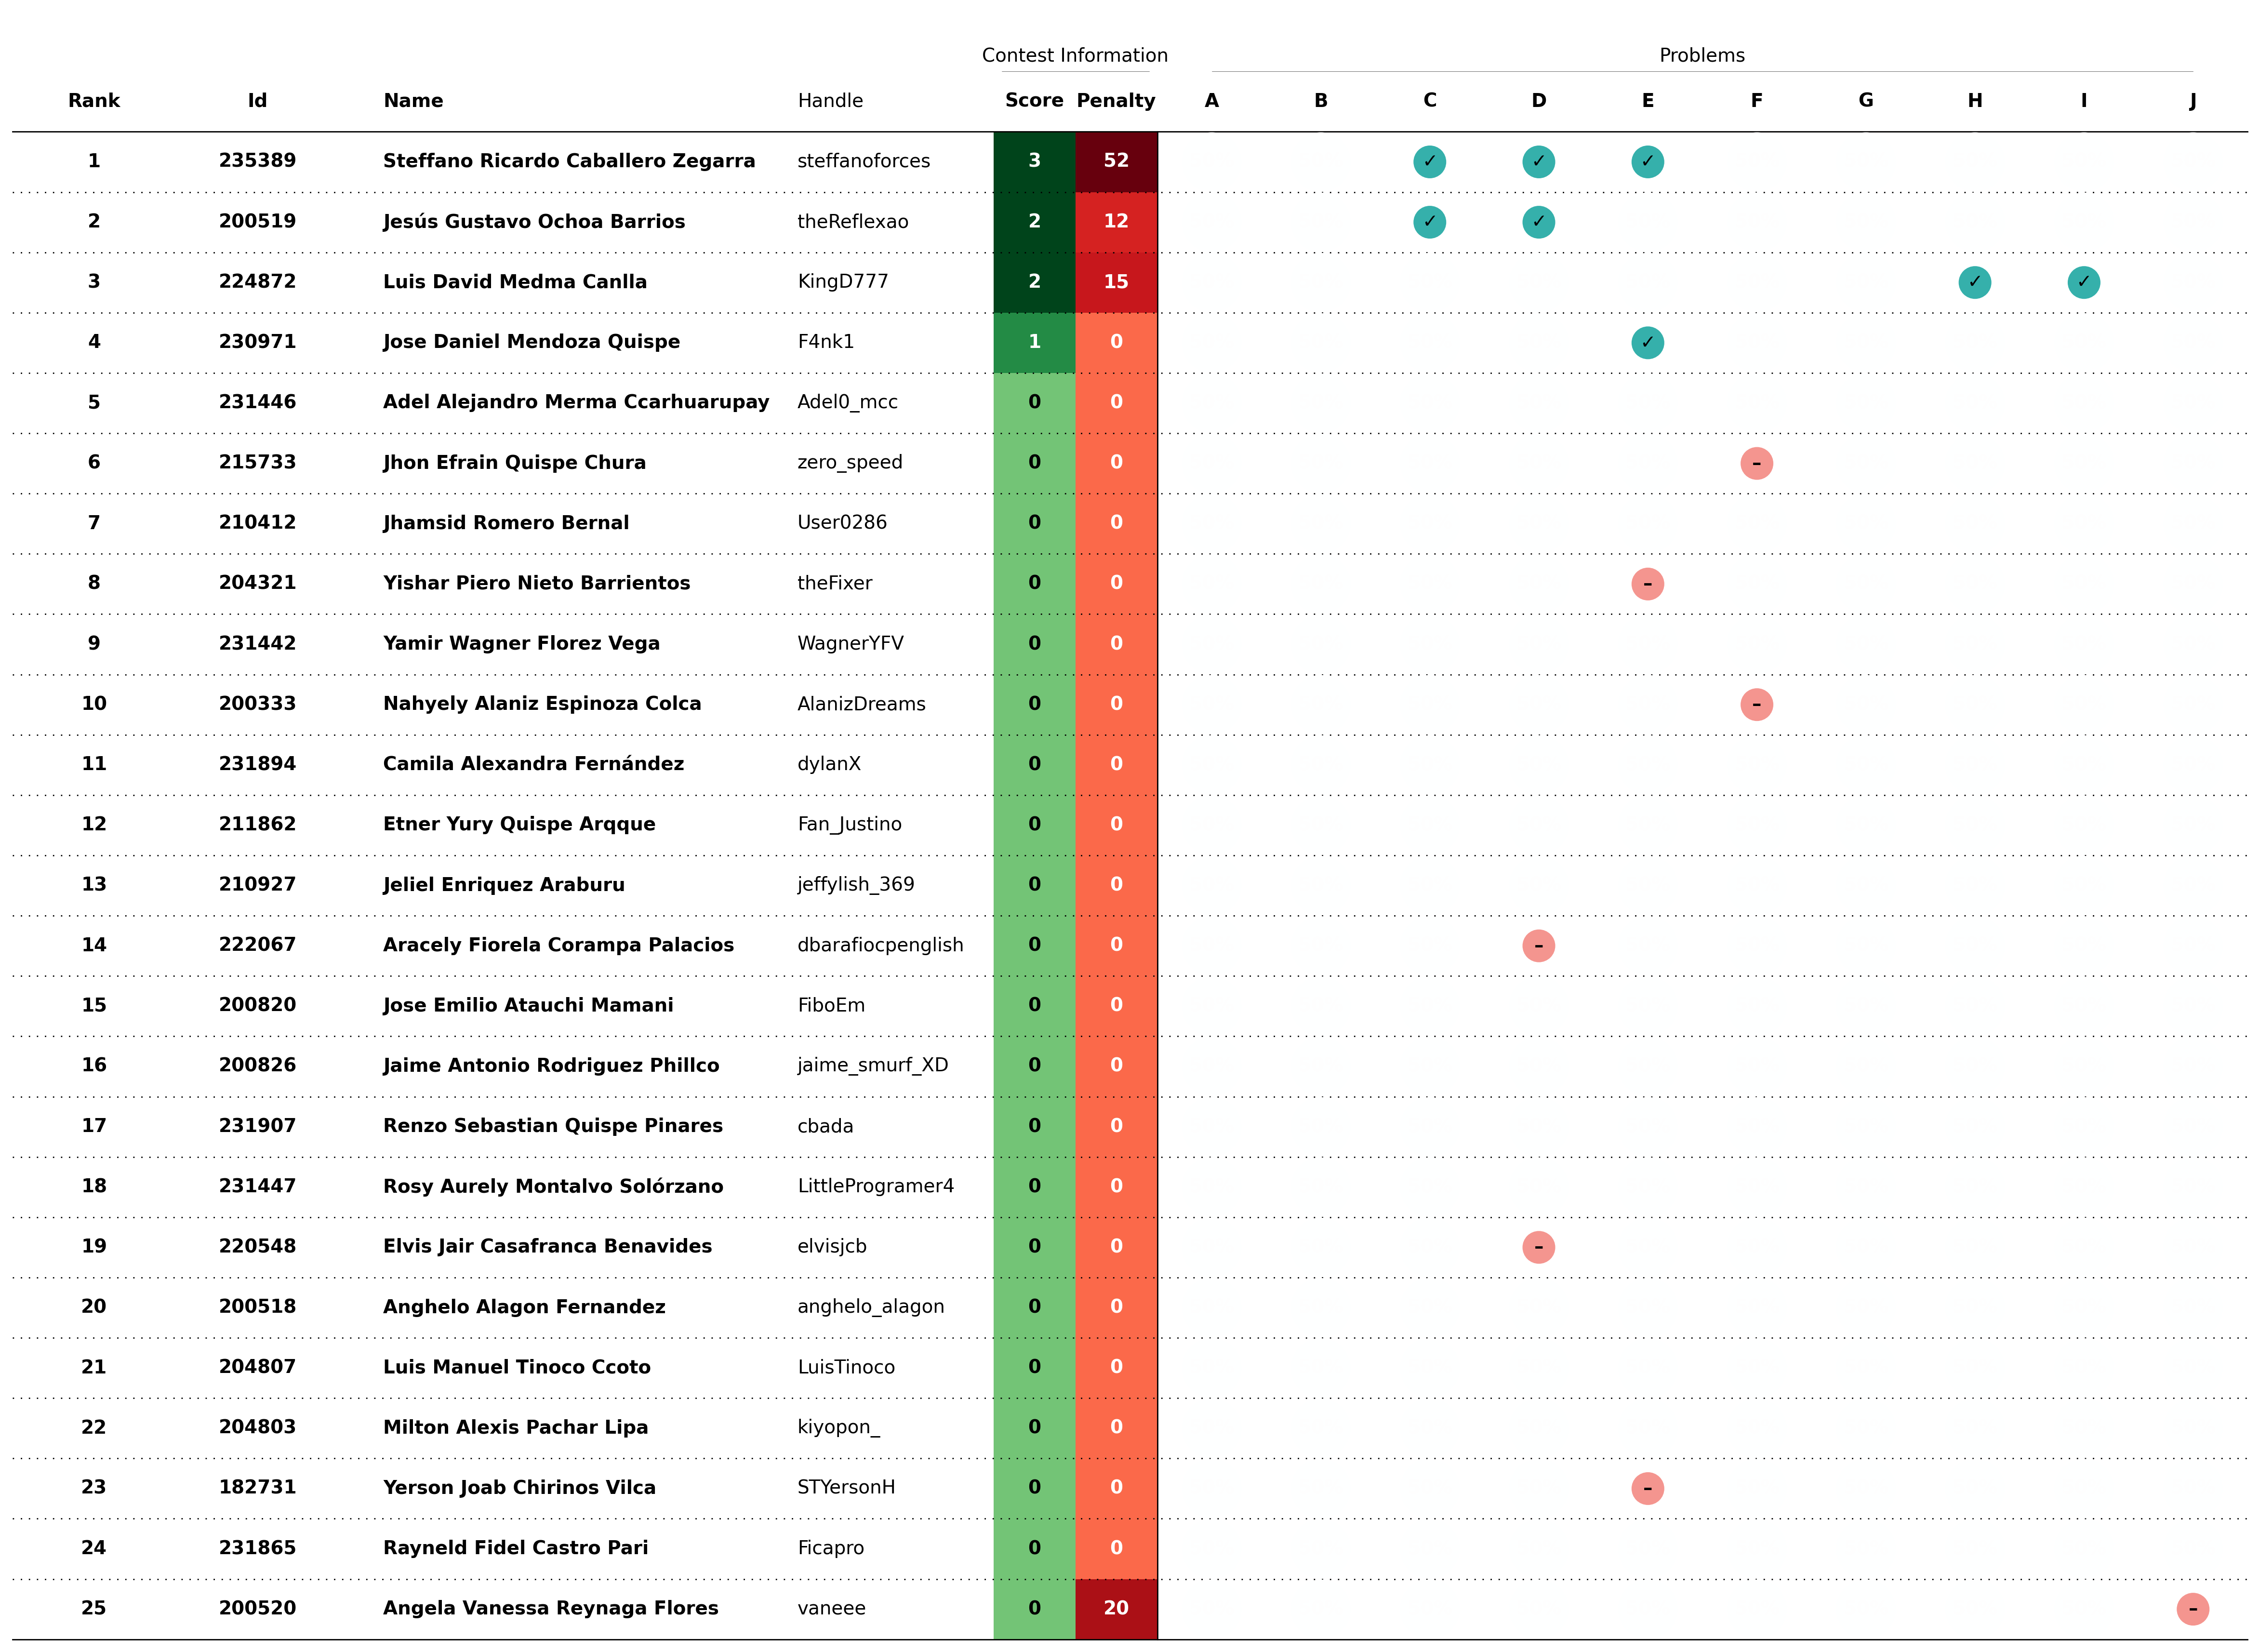 Contest Information Problems
Rank Id Name Handle Score Penalty A B C D E F G H I J
1 235389 Steffano Ricardo Caballero Zegarra steffanoforces 3 52 ✓ ✓ ✓
2 200519 Jesús Gustavo Ochoa Barrios theReflexao 2 12 ✓ ✓
3 224872 Luis David Medma Canlla KingD777 2 15 ✓ ✓
4 230971 Jose Daniel Mendoza Quispe F4nk1 1 0 ✓
5 231446 Adel Alejandro Merma Ccarhuarupay Adel0_mcc 0 0
6 215733 Jhon Efrain Quispe Chura zero_speed 0 0 -
7 210412 Jhamsid Romero Bernal User0286 0 0
8 204321 Yishar Piero Nieto Barrientos theFixer 0 0 -
9 231442 Yamir Wagner Florez Vega WagnerYFV 0 0
10 200333 Nahyely Alaniz Espinoza Colca AlanizDreams 0 0 -
11 231894 Camila Alexandra Fernández dylanX 0 0
12 211862 Etner Yury Quispe Arqque Fan_Justino 0 0
13 210927 Jeliel Enriquez Araburu jeffylish_369 0 0
14 222067 Aracely Fiorela Corampa Palacios dbarafiocpenglish 0 0 -
15 200820 Jose Emilio Atauchi Mamani FiboEm 0 0
16 200826 Jaime Antonio Rodriguez Phillco jaime_smurf_XD 0 0
17 231907 Renzo Sebastian Quispe Pinares cbada 0 0
18 231447 Rosy Aurely Montalvo Solórzano LittleProgramer4 0 0
19 220548 Elvis Jair Casafranca Benavides elvisjcb 0 0 -
20 200518 Anghelo Alagon Fernandez anghelo_alagon 0 0
21 204807 Luis Manuel Tinoco Ccoto LuisTinoco 0 0
22 204803 Milton Alexis Pachar Lipa kiyopon_ 0 0
23 182731 Yerson Joab Chirinos Vilca STYersonH 0 0 -
24 231865 Rayneld Fidel Castro Pari Ficapro 0 0
25 200520 Angela Vanessa Reynaga Flores vaneee 0 20 -